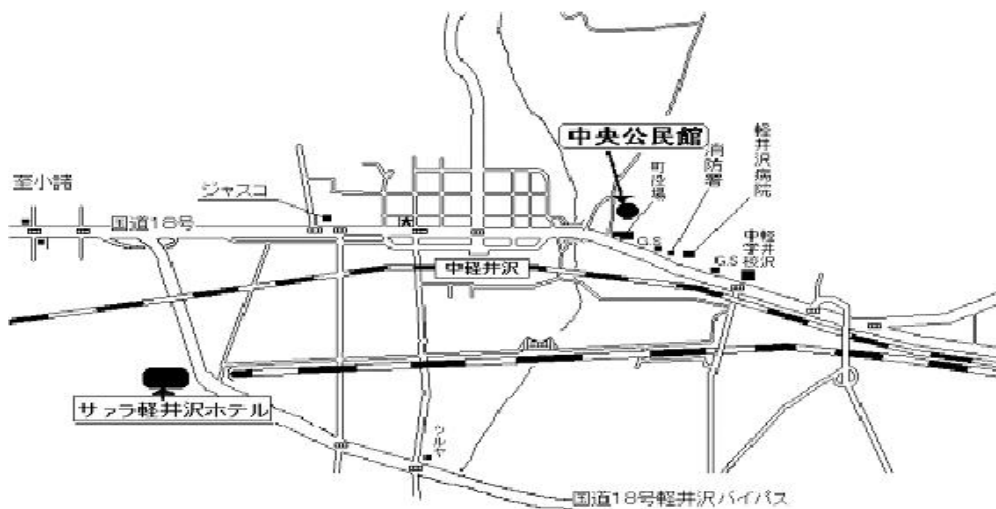 中央公民館
軽井沢病院
消防署
町役場
至小諸
ジャスコ
国道18号
G.S
軽井沢
中学校
G.S
中軽井沢
サァラ軽井沢ホテル
ツルヤ
国道18号軽井沢バイパス